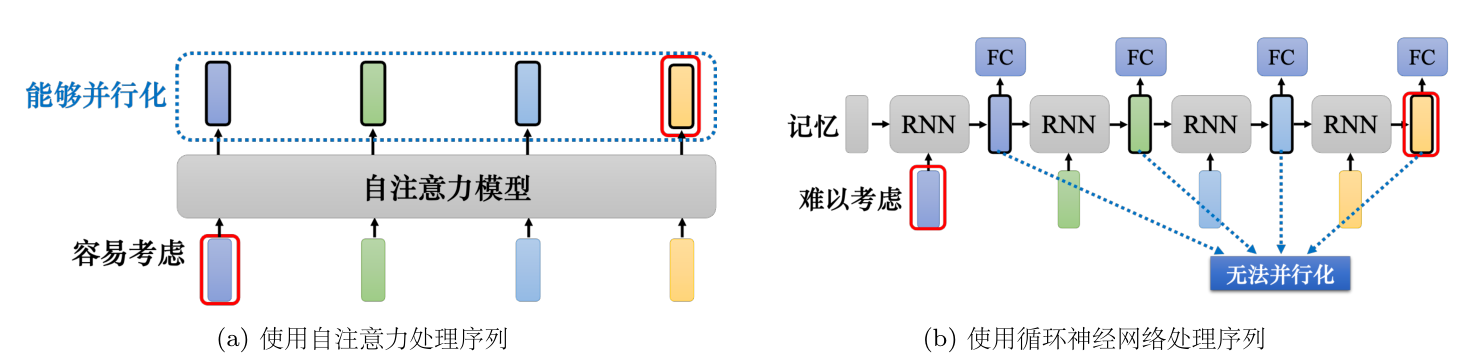 能够并行化
自注意力模型
容易考虑
(a) 使用自注意力处理序列
FC FC FC FC
记忆 RNN RNN RNN RNN
难以考虑
无法并行化
(b) 使用循环神经网络处理序列